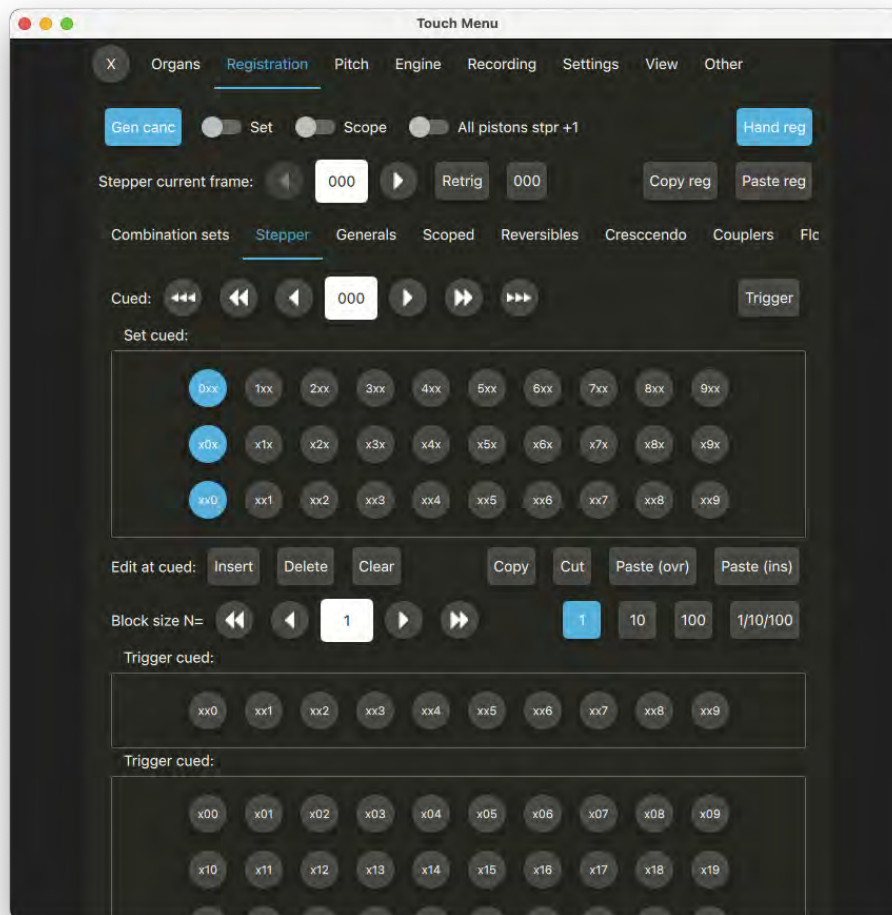 Touch Menu
X Organs Registration Pitch Engine Recording Settings View Other
Gen canc Set Scope All pistons stpr +1 Hand reg
Stepper current frame: 000 Retrig 000 Copy reg Paste reg
Combination sets Stepper Generals Scoped Reversibles Cresccendo Couplers Flo
Cued: 000 Trigger
Set cued:
0xx 1xx 2xx 3xx 4xx 5xx 6xx 7xx 8xx 9xx
x0x x1x x2x x3x x4x x5x x6x x7x x8x x9x
xx0 xx1 xx2 xx3 xx4 xx5 xx6 xx7 xx8 xx9
Edit at cued: Insert Delete Clear Copy Cut Paste (ovr) Paste (ins)
Block size N= 1 1 10 100 1/10/100
Trigger cued:
xx0 xx1 xx2 xx3 xx4 xx5 xx6 xx7 xx8 xx9
Trigger cued:
x00 x01 x02 x03 x04 x05 x06 x07 x08 x09
x10 x11 x12 x13 x14 x15 x16 x17 x18 x19